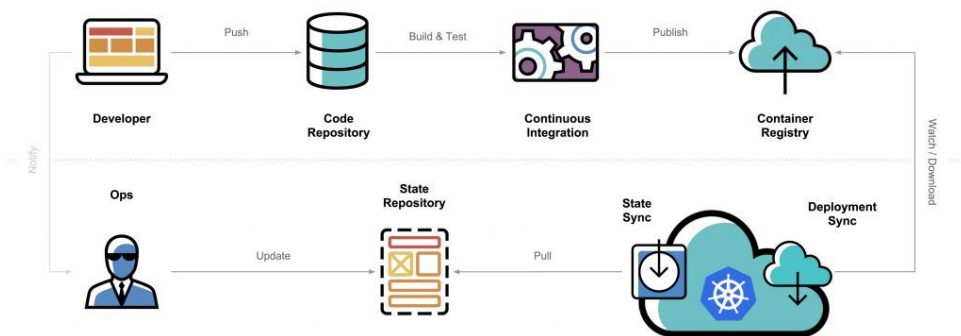 Push
Build & Test
Publish
Developer
Code
Repository
Continuous
Integration
Container
Registry
Notify
Watch / Download
Ops
State
Repository
State
Sync
Deployment
Sync
Update
Pull